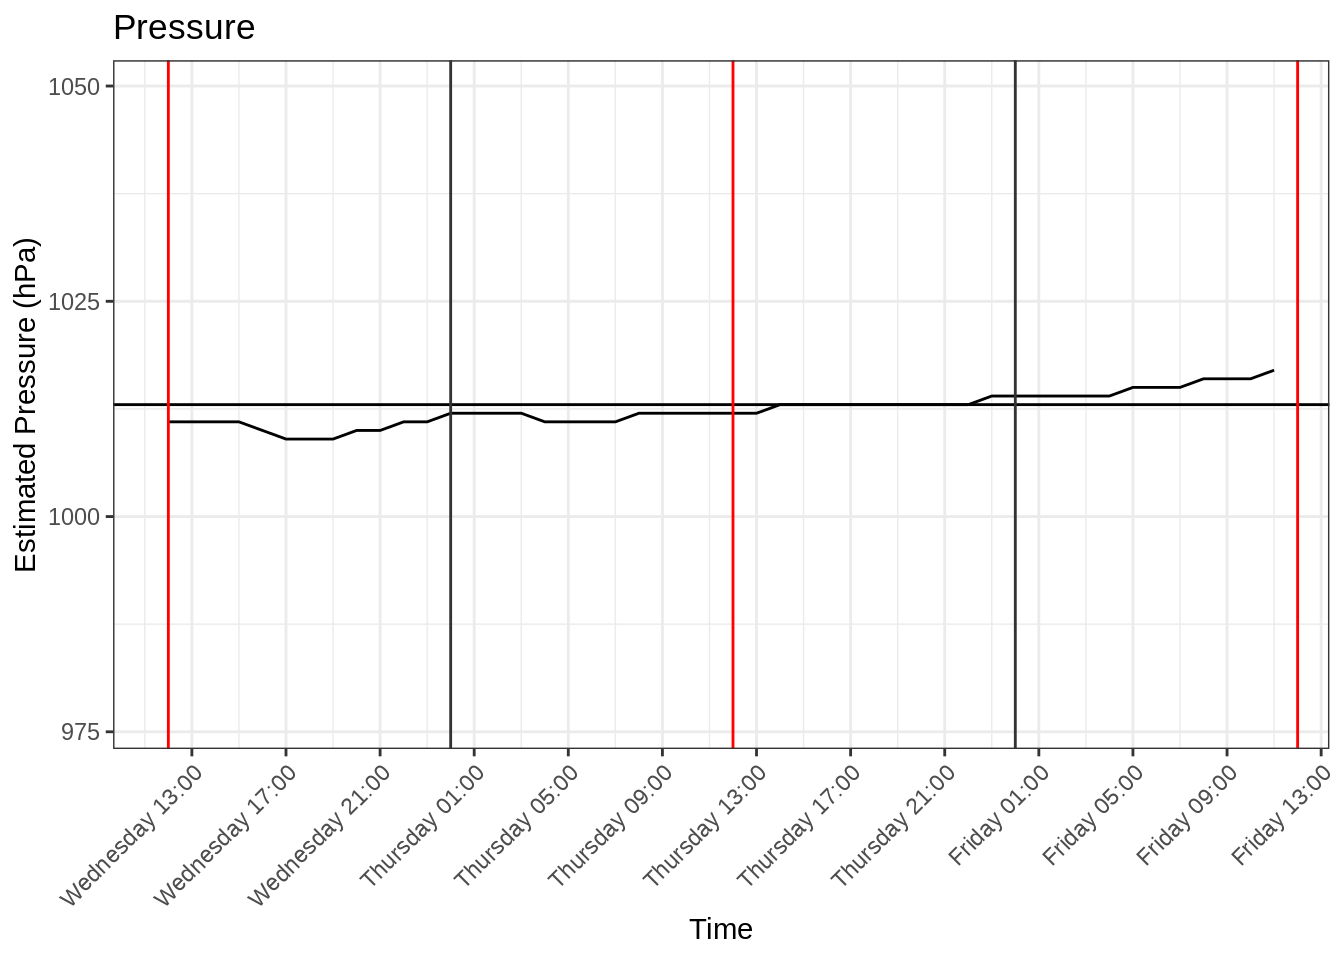 Pressure
Estimated Pressure (hPa)
1050
1025
1000
975
Wednesday 13:00
Wednesday 17:00
Wednesday 21:00
Thursday 01:00
Thursday 05:00
Thursday 09:00
Thursday 13:00
Thursday 17:00
Thursday 21:00
Friday 01:00
Friday 05:00
Friday 09:00
Friday 13:00
Time